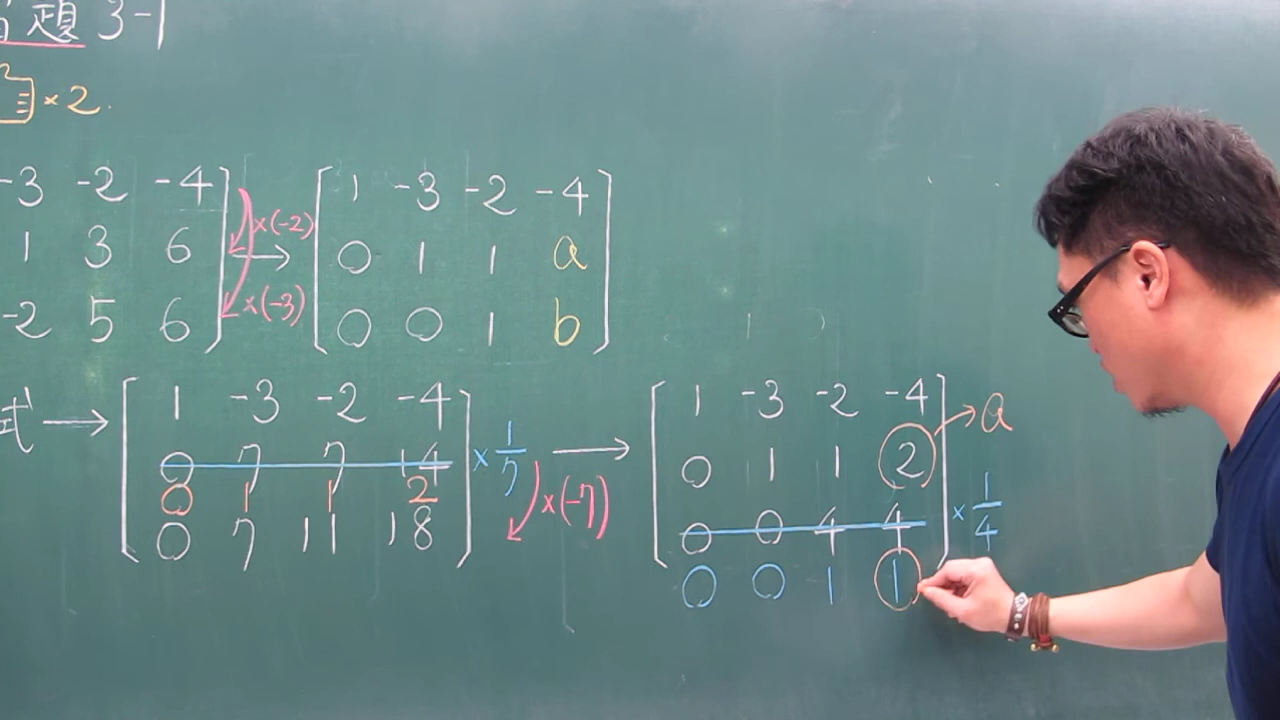 題 3-1
×2.
-3 -2 -4 ×(-2) 1 -3 -2 -4
1 3 6 → 0 1 1 a
-2 5 6 ×(-3) 0 0 1 b
式 → 1 -3 -2 -4 1 -3 -2 -4 → a
0 7 7 14 ×1/7 → 0 1 1 2
0 1 1 2 ×(-7) 0 0 4 4 ×1/4
0 7 11 18 0 0 1 1